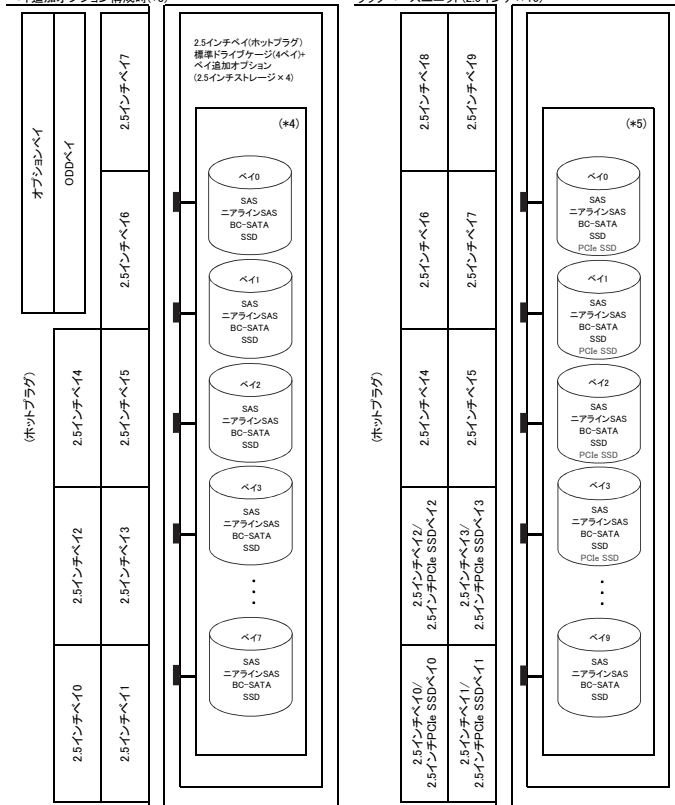 オプションベイ
ODDベイ
2.5インチベイ7
2.5インチベイ6
(ホットプラグ)
2.5インチベイ4
2.5インチベイ5
2.5インチベイ2
2.5インチベイ3
2.5インチベイ0
2.5インチベイ1
2.5インチベイ(ホットプラグ)
標準ドライブケージ(4ベイ)+
ベイ追加オプション
(2.5インチストレージ×4)
(*4)
ベイ0
SAS
ニアラインSAS
BC-SATA
SSD
ベイ1
SAS
ニアラインSAS
BC-SATA
SSD
ベイ2
SAS
ニアラインSAS
BC-SATA
SSD
ベイ3
SAS
ニアラインSAS
BC-SATA
SSD
ベイ7
SAS
ニアラインSAS
BC-SATA
SSD
2.5インチベイ8
2.5インチベイ9
2.5インチベイ6
2.5インチベイ7
(ホットプラグ)
2.5インチベイ4
2.5インチベイ5
2.5インチベイ2/
2.5インチPCIe SSDベイ2
2.5インチベイ3/
2.5インチPCIe SSDベイ3
2.5インチベイ0/
2.5インチPCIe SSDベイ0
2.5インチベイ1/
2.5インチPCIe SSDベイ1
(*5)
ベイ0
SAS
ニアラインSAS
BC-SATA
SSD
PCIe SSD
ベイ1
SAS
ニアラインSAS
BC-SATA
SSD
PCIe SSD
ベイ2
SAS
ニアラインSAS
BC-SATA
SSD
PCIe SSD
ベイ3
SAS
ニアラインSAS
BC-SATA
SSD
PCIe SSD
ベイ9
SAS
ニアラインSAS
BC-SATA
SSD